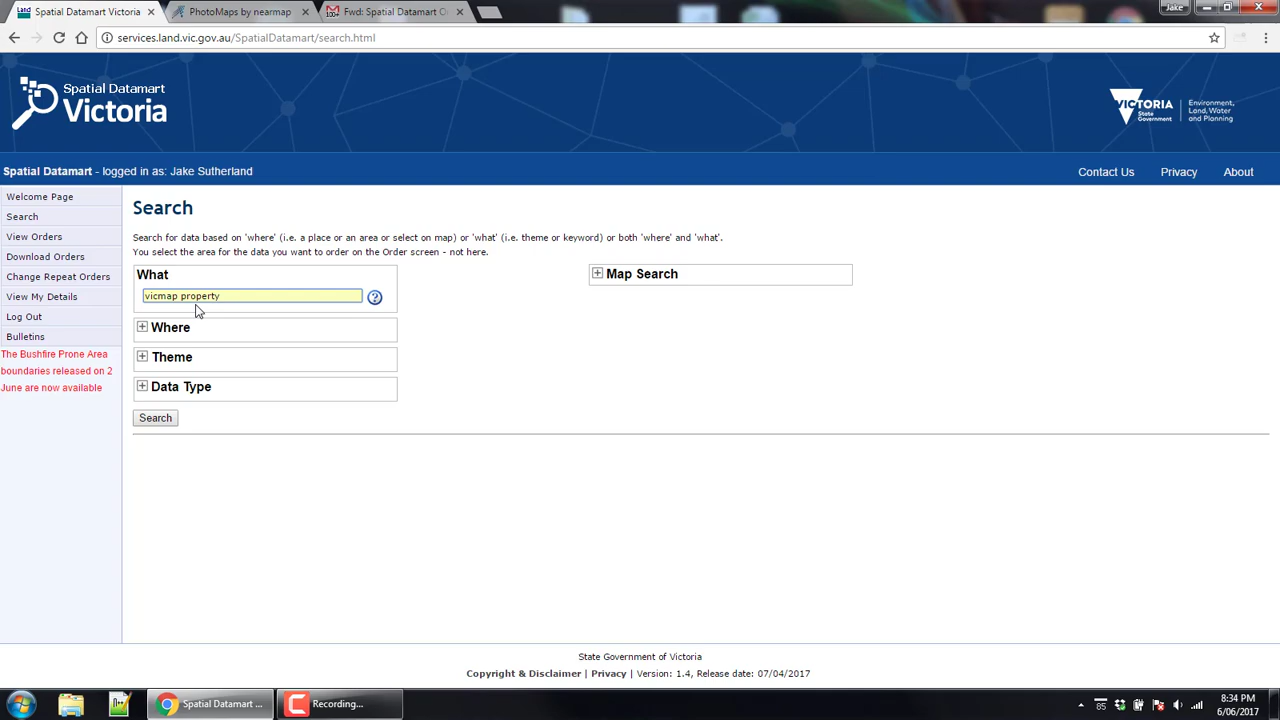 Spatial Datamart Victoria
PhotoMaps by nearmap
Fwd: Spatial Datamart O
Jake
services.land.vic.gov.au/SpatialDatamart/search.html
Spatial Datamart
Victoria
VICTORIA
State Government
Environment,
Land, Water
and Planning
Spatial Datamart - logged in as: Jake Sutherland
Contact Us
Privacy
About
Welcome Page
Search
View Orders
Download Orders
Change Repeat Orders
View My Details
Log Out
Bulletins
The Bushfire Prone Area
boundaries released on 2
June are now available
Search
Search for data based on 'where' (i.e. a place or an area or select on map) or 'what' (i.e. theme or keyword) or both 'where' and 'what'.
You select the area for the data you want to order on the Order screen - not here.
What
vicmap property
Where
Theme
Data Type
Search
Map Search
State Government of Victoria
Copyright & Disclaimer | Privacy | Version: 1.4, Release date: 07/04/2017
Spatial Datamart ...
Recording...
85
8:34 PM
6/06/2017